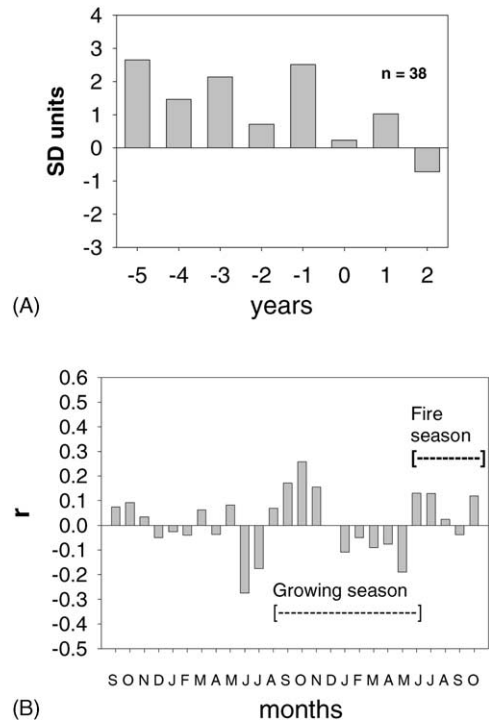 4
3
n = 38
2
1
0
-1
-2
-3
SD units
-5 -4 -3 -2 -1 0 1 2
years
(A)
0.6
0.5
0.4
0.3
0.2
0.1
0.0
-0.1
-0.2
-0.3
-0.4
-0.5
r
Fire
season
[----------]
Growing season
[--------------------]
S O N D J F M A M J J A S O N D J F M A M J J A S O
months
(B)